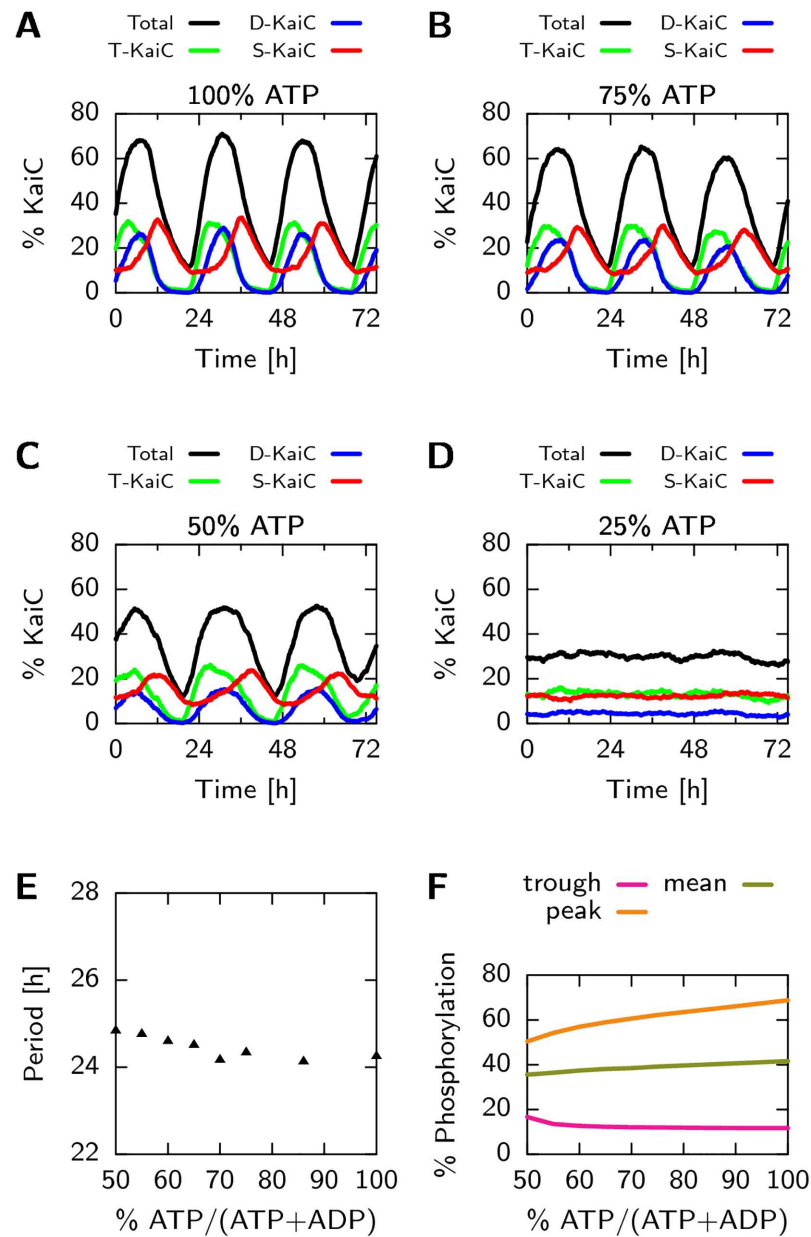 A
Total
D-KaiC
T-KaiC
S-KaiC
100% ATP
80
60
40
20
0
% KaiC
0 24 48 72
Time [h]
B
Total
D-KaiC
T-KaiC
S-KaiC
75% ATP
80
60
40
20
0
% KaiC
0 24 48 72
Time [h]
C
Total
D-KaiC
T-KaiC
S-KaiC
50% ATP
80
60
40
20
0
% KaiC
0 24 48 72
Time [h]
D
Total
D-KaiC
T-KaiC
S-KaiC
25% ATP
80
60
40
20
0
% KaiC
0 24 48 72
Time [h]
E
28
26
24
22
Period [h]
50 60 70 80 90 100
% ATP/(ATP+ADP)
F
trough
mean
peak
80
60
40
20
0
% Phosphorylation
50 60 70 80 90 100
% ATP/(ATP+ADP)